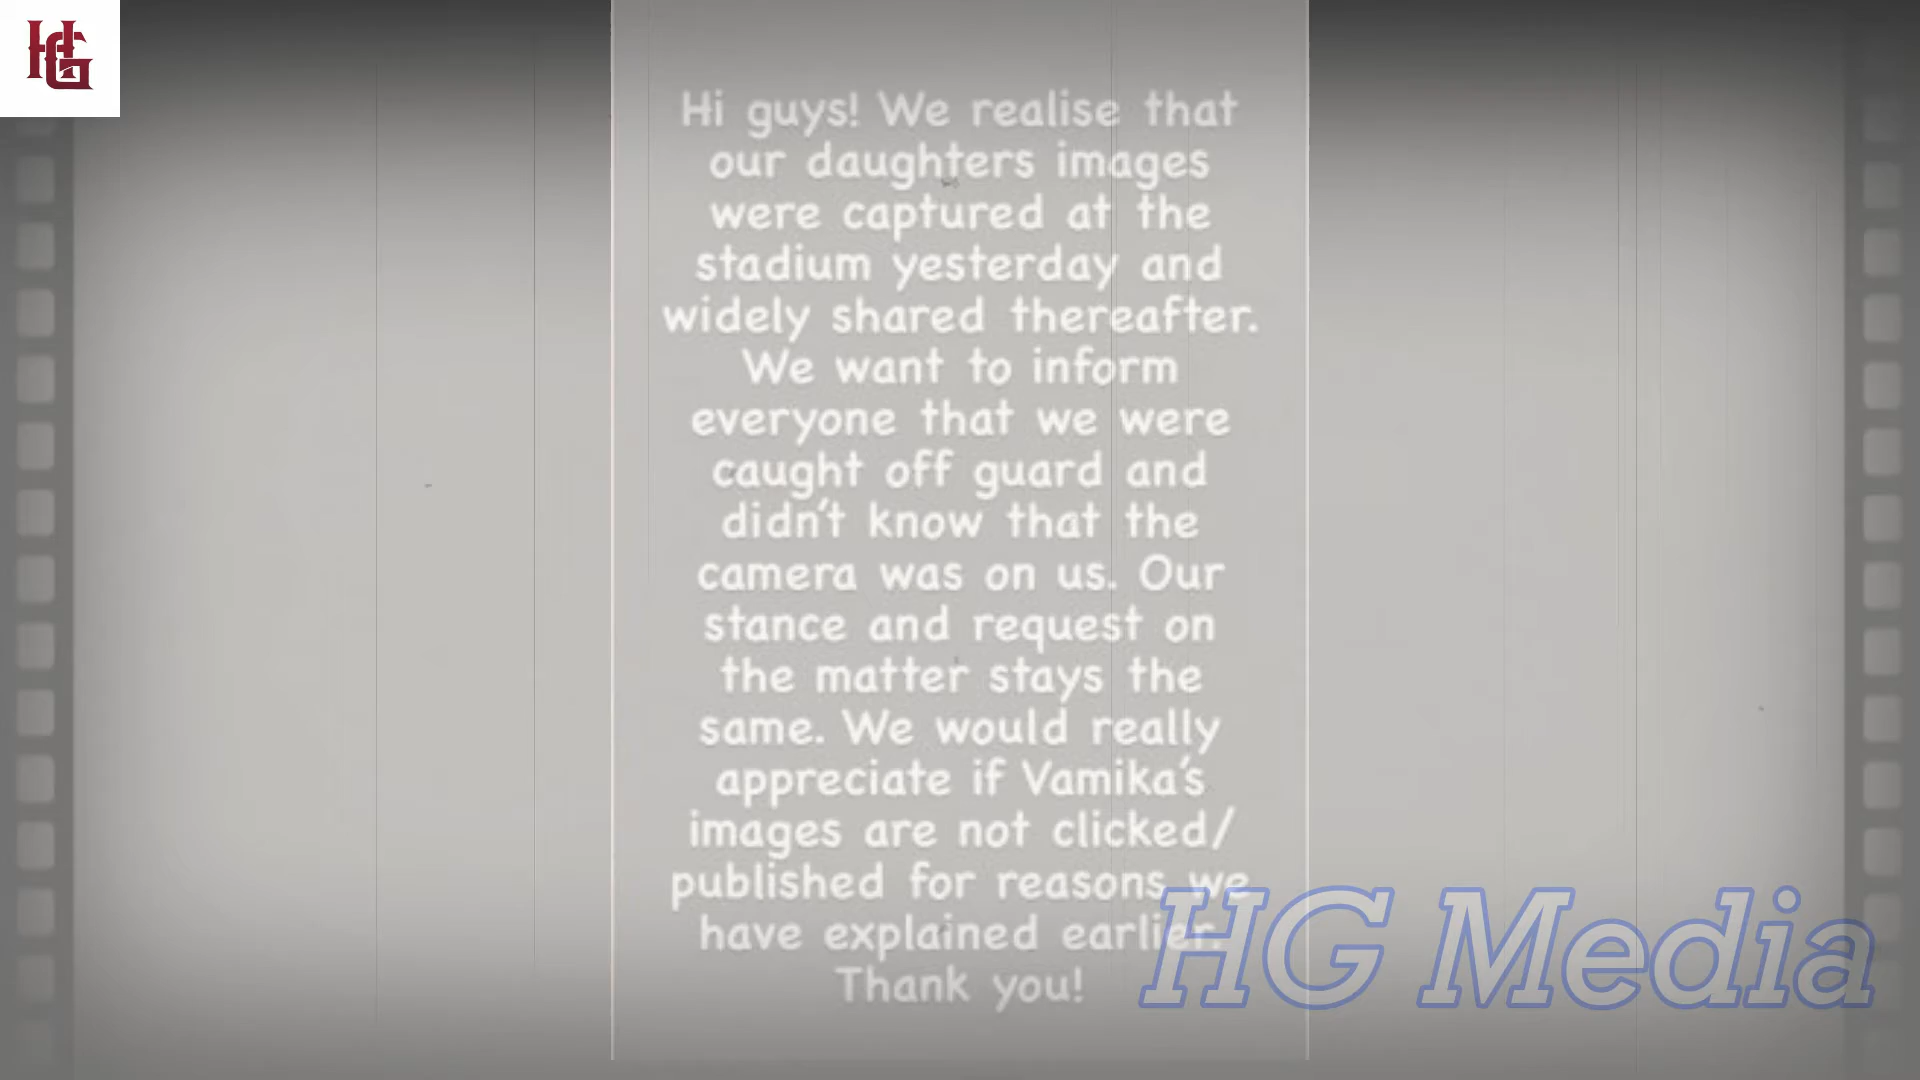 HG
Hi guys! We realise that
our daughters images
were captured at the
stadium yesterday and
widely shared thereafter.
We want to inform
everyone that we were
caught off guard and
didn't know that the
camera was on us. Our
stance and request on
the matter stays the
same. We would really
appreciate if Vamika's
images are not clicked/
published for reasons we
have explained earlier.
Thank you!
HG Media